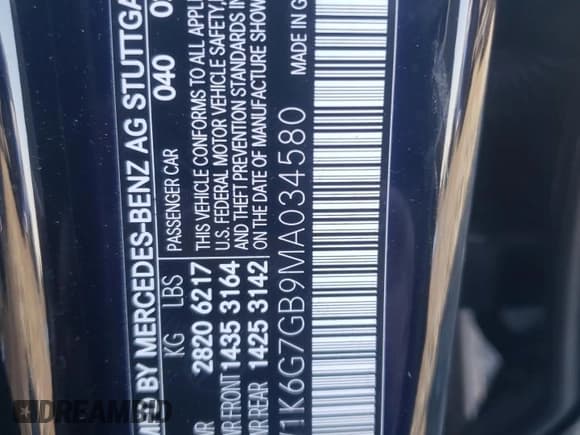 BY MERCEDES-BENZ AG STUTTGA
040
KG LBS PASSENGER CAR
2820 6217 THIS VEHICLE CONFORMS TO ALL APPL
FRONT 1435 3164 U.S. FEDERAL MOTOR VEHICLE SAFETY,
REAR 1425 3142 AND THEFT PREVENTION STANDARDS IN
ON THE DATE OF MANUFACTURE SHOW
1K6G7GB9MA034580 MADE IN G
DREAMBID